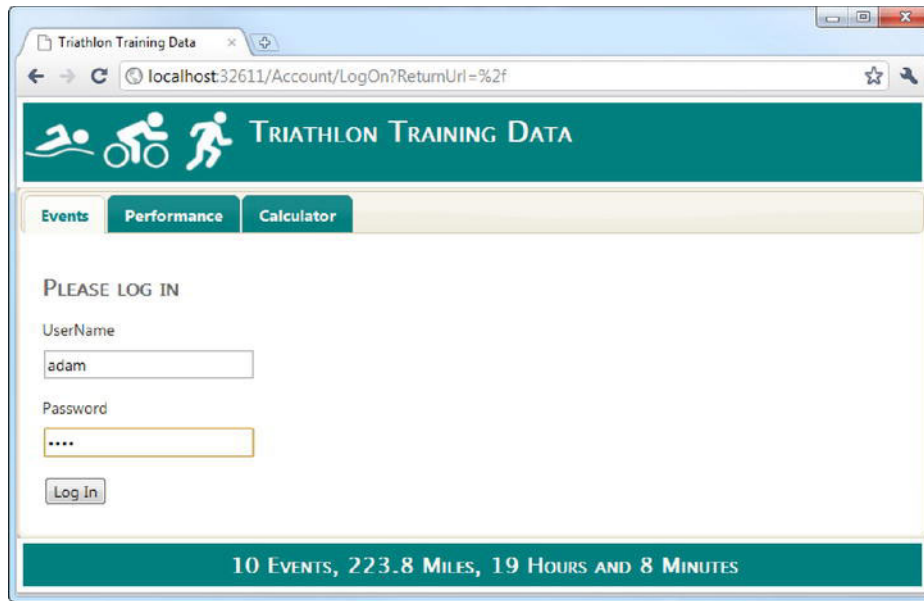 Triathlon Training Data
localhost:32611/Account/LogOn?ReturnUrl=%2f
TRIATHLON TRAINING DATA
Events Performance Calculator
PLEASE LOG IN
UserName
adam
Password
••••
Log In
10 EVENTS, 223.8 MILES, 19 HOURS AND 8 MINUTES